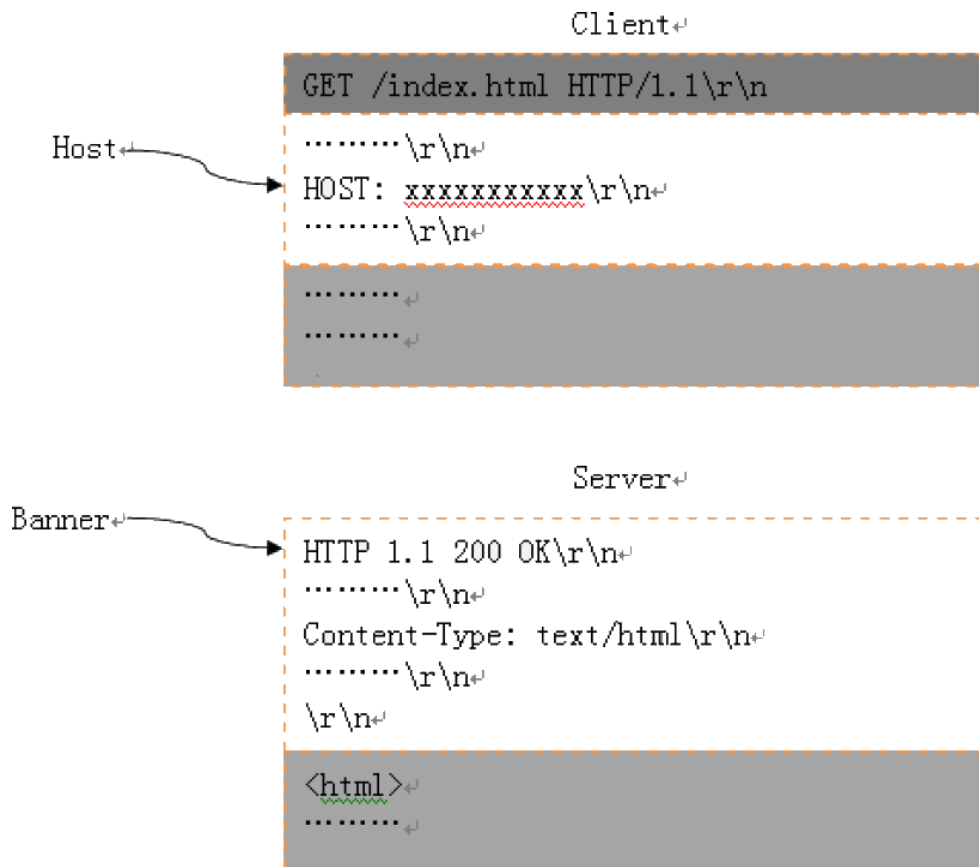 Client↵
GET /index.html HTTP/1.1\r\n
Host↵
………\r\n↵
HOST: xxxxxxxxxxx\r\n↵
………\r\n↵
………↵
………↵
Server↵
Banner↵
HTTP 1.1 200 OK\r\n↵
………\r\n↵
Content-Type: text/html\r\n↵
………\r\n↵
\r\n↵
<html>↵
………↵